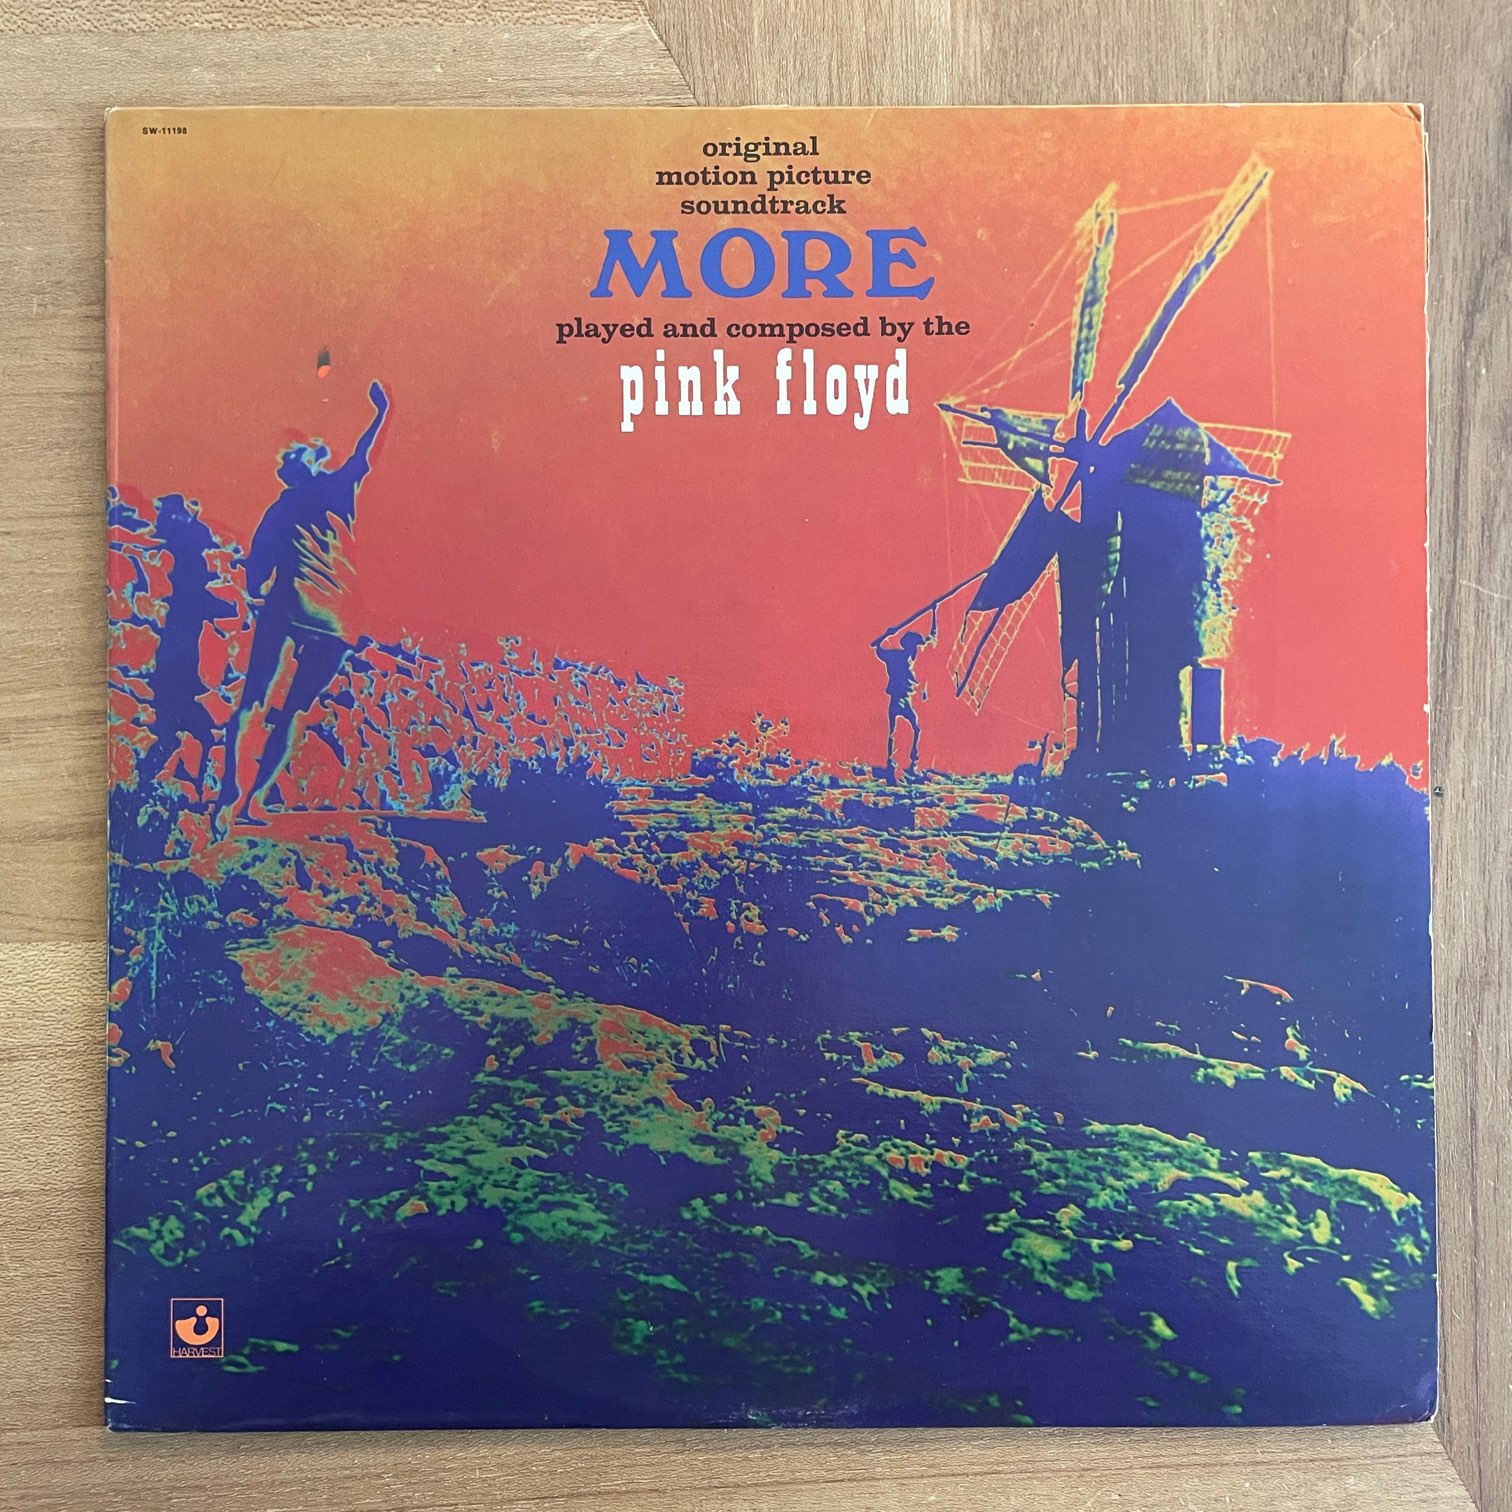 SW-11198
original
motion picture
soundtrack
MORE
played and composed by the
pink floyd
HARVEST